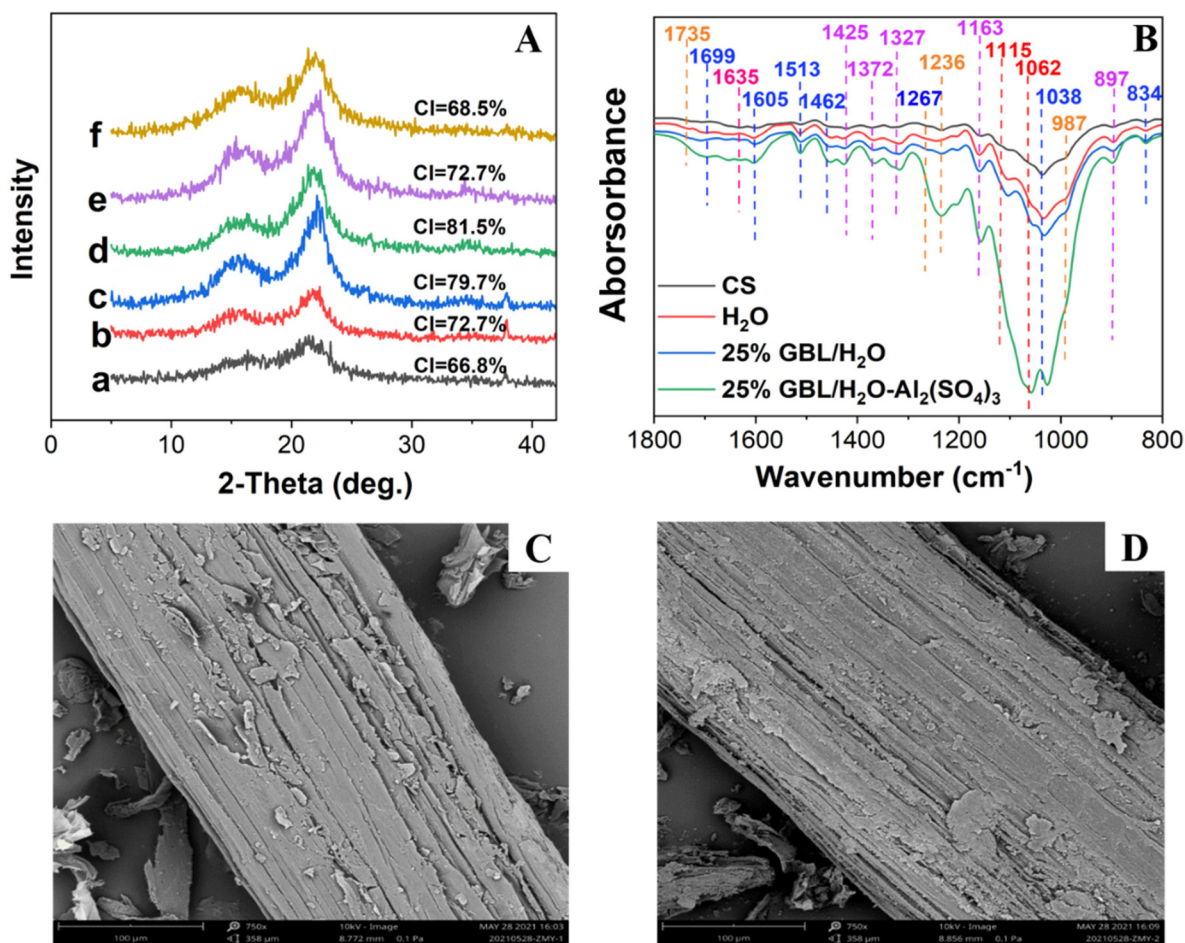 A
f
CI=68.5%
e
CI=72.7%
d
CI=81.5%
c
CI=79.7%
b
CI=72.7%
a
CI=66.8%
Intensity
0 10 20 30 40
2-Theta (deg.)
B
1735 1425 1327 1163
1699 1513 1236 1115
1635 1372 1062 897
1605 1462 1267 1038 834
987
Aborsorbance
CS
H₂O
25% GBL/H₂O
25% GBL/H₂O-Al₂(SO₄)₃
1800 1600 1400 1200 1000 800
Wavenumber (cm⁻¹)
C
100 µm
750x 10kV - Image MAY 28 2021 16:03
358 µm 8.772 mm 0.1 Pa 20210528-ZMY-1
D
100 µm
750x 10kV - Image MAY 28 2021 16:09
358 µm 8.856 mm 0.1 Pa 20210528-ZMY-2